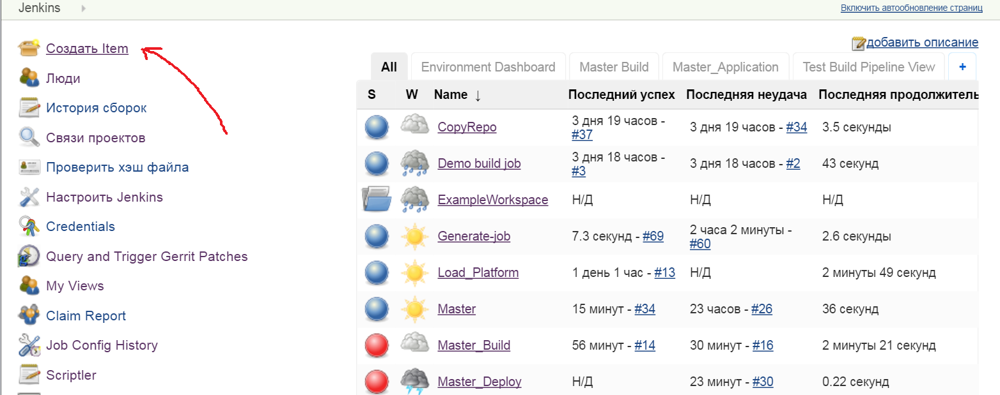 Jenkins
Включить автообновление страниц
Создать Item
Люди
История сборок
Связи проектов
Проверить хэш файла
Настроить Jenkins
Credentials
Query and Trigger Gerrit Patches
My Views
Claim Report
Job Config History
Scriptler
добавить описание
All Environment Dashboard Master Build Master_Application Test Build Pipeline View +
S W Name ↓ Последний успех Последняя неудача Последняя продолжитель
CopyRepo 3 дня 19 часов - #37 3 дня 19 часов - #34 3.5 секунды
Demo build job 3 дня 18 часов - #3 3 дня 18 часов - #2 43 секунд
ExampleWorkspace Н/Д Н/Д Н/Д
Generate-job 7.3 секунд - #69 2 часа 2 минуты - #60 2.6 секунды
Load_Platform 1 день 1 час - #13 Н/Д 2 минуты 49 секунд
Master 15 минут - #34 23 часов - #26 36 секунд
Master_Build 56 минут - #14 30 минут - #16 2 минуты 21 секунд
Master_Deploy Н/Д 23 минут - #30 0.22 секунд